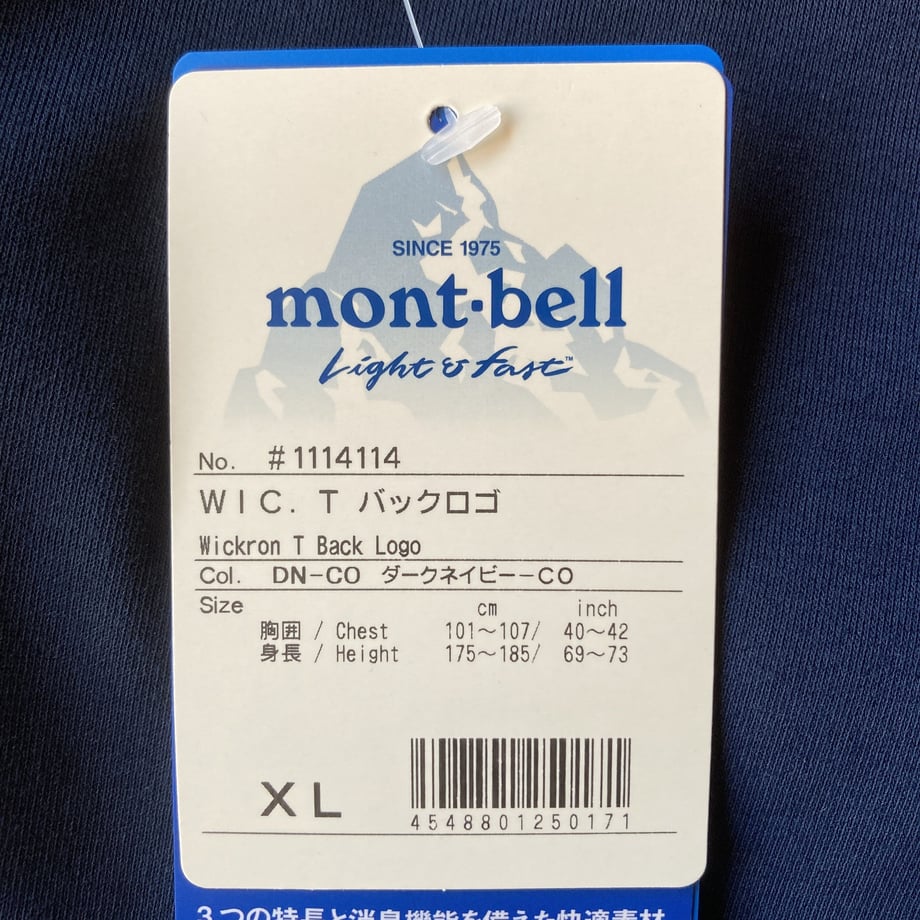 SINCE 1975
mont·bell
Light & Fast™
No. #1114114
WIC. T バックロゴ
Wickron T Back Logo
Col. DN-CO ダークネイビー-CO
Size cm inch
胸囲 / Chest 101〜107/ 40〜42
身長 / Height 175〜185/ 69〜73
XL
4548801250171
3つの特長と消臭機能を備えた快適素材